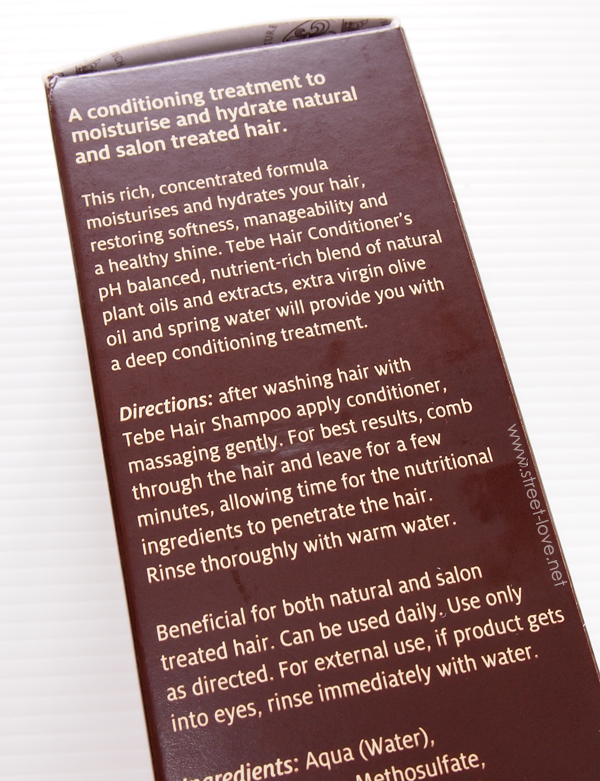 A conditioning treatment to
moisturise and hydrate natural
and salon treated hair.
This rich, concentrated formula
moisturises and hydrates your hair,
restoring softness, manageability and
a healthy shine. Tebe Hair Conditioner's
pH balanced, nutrient-rich blend of natural
plant oils and extracts, extra virgin olive
oil and spring water will provide you with
a deep conditioning treatment.
Directions: after washing hair with
Tebe Hair Shampoo apply conditioner,
massaging gently. For best results, comb
through the hair and leave for a few
minutes, allowing time for the nutritional
ingredients to penetrate the hair.
Rinse thoroughly with warm water.
Beneficial for both natural and salon
treated hair. Can be used daily. Use only
as directed. For external use, if product gets
into eyes, rinse immediately with water.
Ingredients: Aqua (Water),
Methosulfate,
www.street-love.net